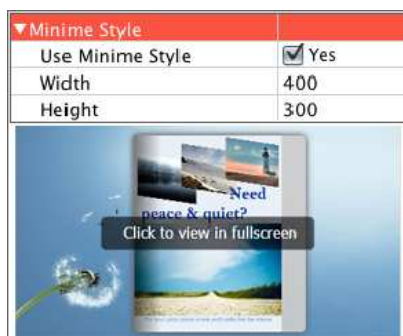 Minime Style
Use Minime Style Yes
Width 400
Height 300
Need
peace & quiet?
Click to view in fullscreen